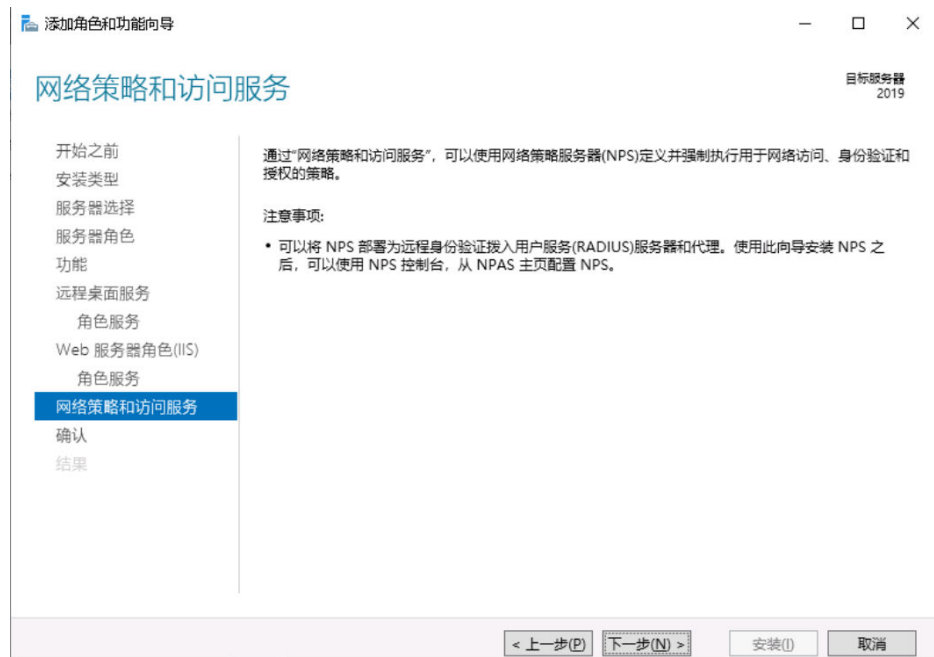 添加角色和功能向导
网络策略和访问服务
目标服务器
2019
开始之前
安装类型
服务器选择
服务器角色
功能
远程桌面服务
角色服务
Web 服务器角色(IIS)
角色服务
网络策略和访问服务
确认
结果
通过“网络策略和访问服务”，可以使用网络策略服务器(NPS)定义并强制执行用于网络访问、身份验证和
授权的策略。
注意事项:
• 可以将 NPS 部署为远程身份验证拨入用户服务(RADIUS)服务器和代理。使用此向导安装 NPS 之
后，可以使用 NPS 控制台，从 NPAS 主页配置 NPS。
< 上一步(P)
下一步(N) >
安装(I)
取消